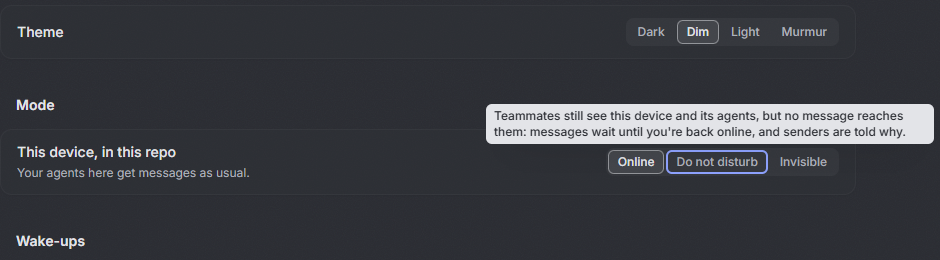 Theme
Dark Dim Light Murmur
Mode
Teammates still see this device and its agents, but no message reaches
them: messages wait until you're back online, and senders are told why.
This device, in this repo
Your agents here get messages as usual.
Online Do not disturb Invisible
Wake-ups